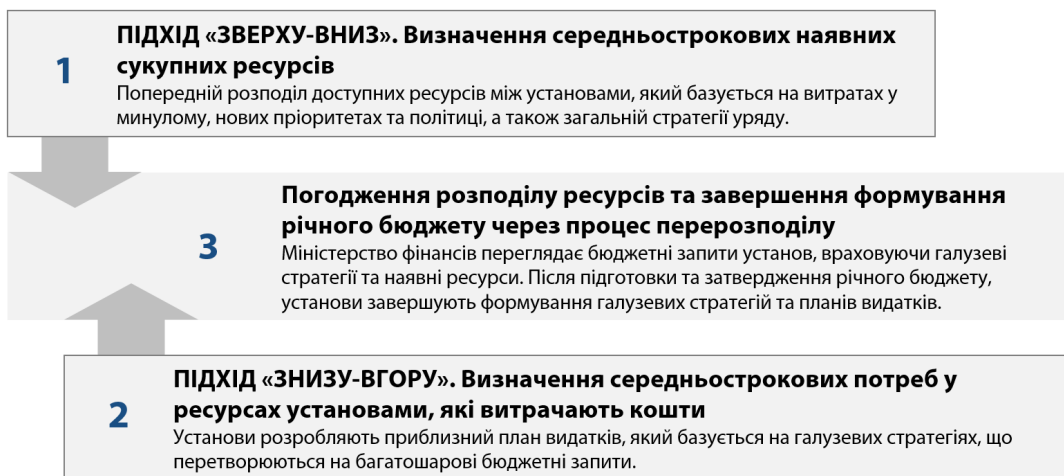 1
ПІДХІД «ЗВЕРХУ-ВНИЗ». Визначення середньострокових наявних
сукупних ресурсів
Попередній розподіл доступних ресурсів між установами, який базується на витратах у
минулому, нових пріоритетах та політиці, а також загальній стратегії уряду.
3
Погодження розподілу ресурсів та завершення формування
річного бюджету через процес перерозподілу
Міністерство фінансів переглядає бюджетні запити установ, враховуючи галузеві
стратегії та наявні ресурси. Після підготовки та затвердження річного бюджету,
установи завершують формування галузевих стратегій та планів видатків.
2
ПІДХІД «ЗНИЗУ-ВГОРУ». Визначення середньострокових потреб у
ресурсах установами, які витрачають кошти
Установи розробляють приблизний план видатків, який базується на галузевих стратегіях, що
перетворюються на багатошарові бюджетні запити.